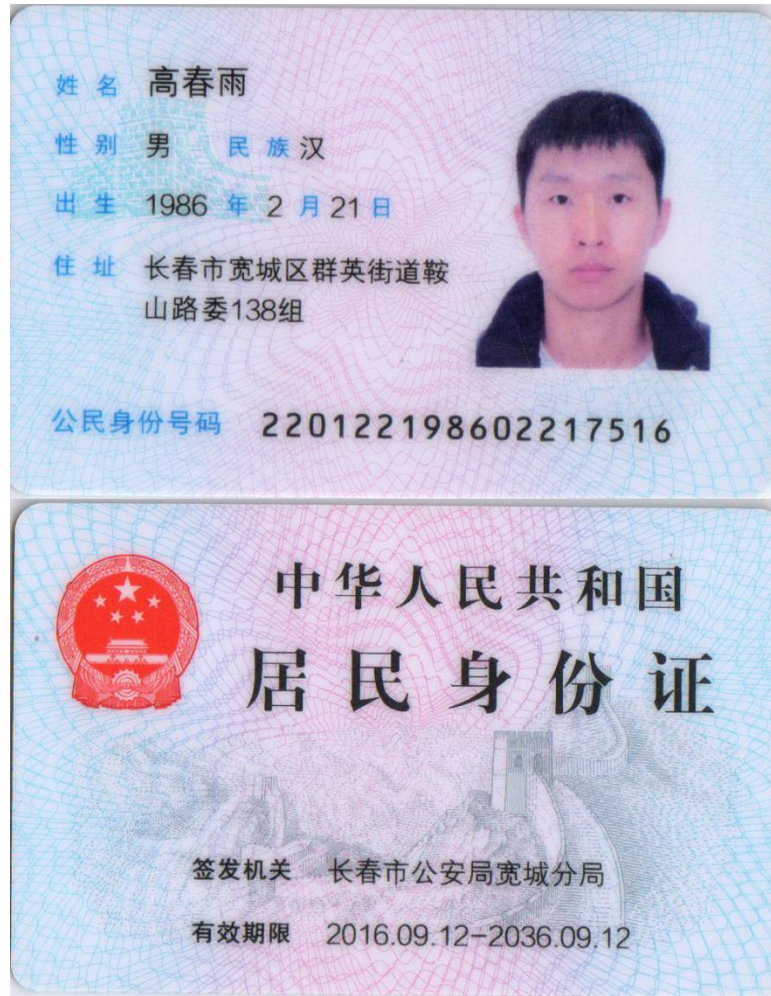 姓名 高春雨
性别 男 民族 汉
出生 1986 年 2 月 21 日
住址 长春市宽城区群英街道鞍
山路委138组
公民身份号码 220122198602217516
中华人民共和国
居民身份证
签发机关 长春市公安局宽城分局
有效期限 2016.09.12-2036.09.12